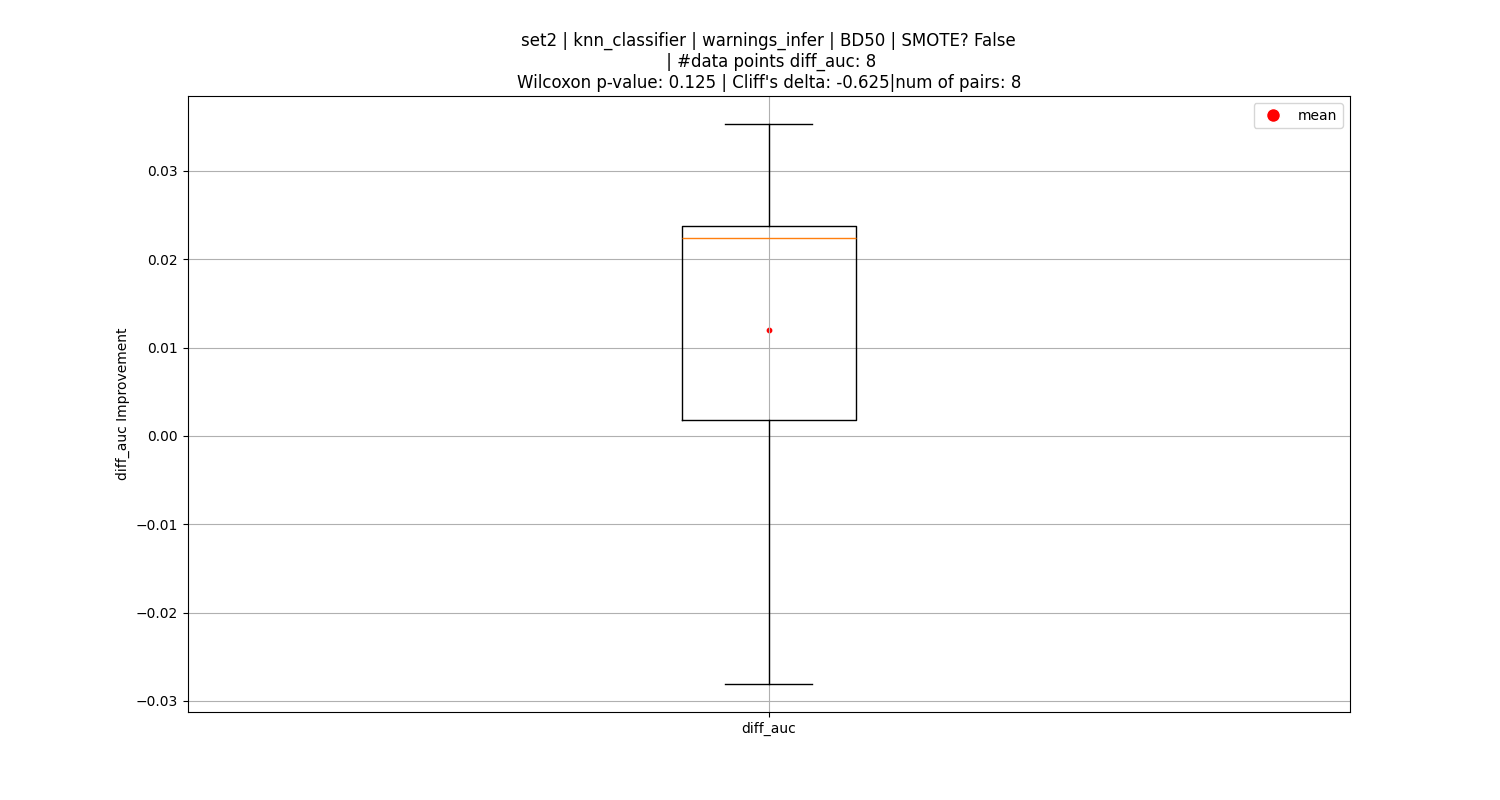 set2 | knn_classifier | warnings_infer | BD50 | SMOTE? False
| #data points diff_auc: 8
Wilcoxon p-value: 0.125 | Cliff's delta: -0.625|num of pairs: 8
mean
0.03
0.02
0.01
0.00
−0.01
−0.02
−0.03
diff_auc Improvement
diff_auc